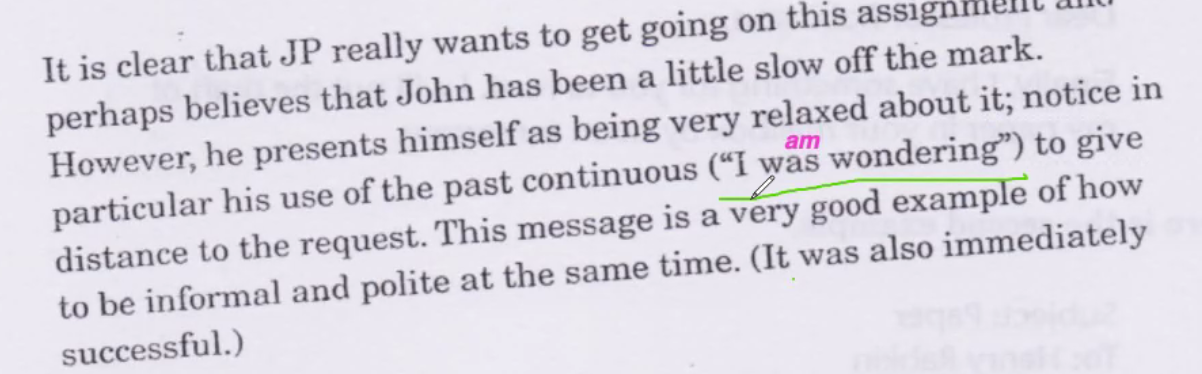 It is clear that JP really wants to get going on this assignment and
perhaps believes that John has been a little slow off the mark.
However, he presents himself as being very relaxed about it; notice in
am
particular his use of the past continuous (“I was wondering”) to give
distance to the request. This message is a very good example of how
to be informal and polite at the same time. (It was also immediately
successful.)